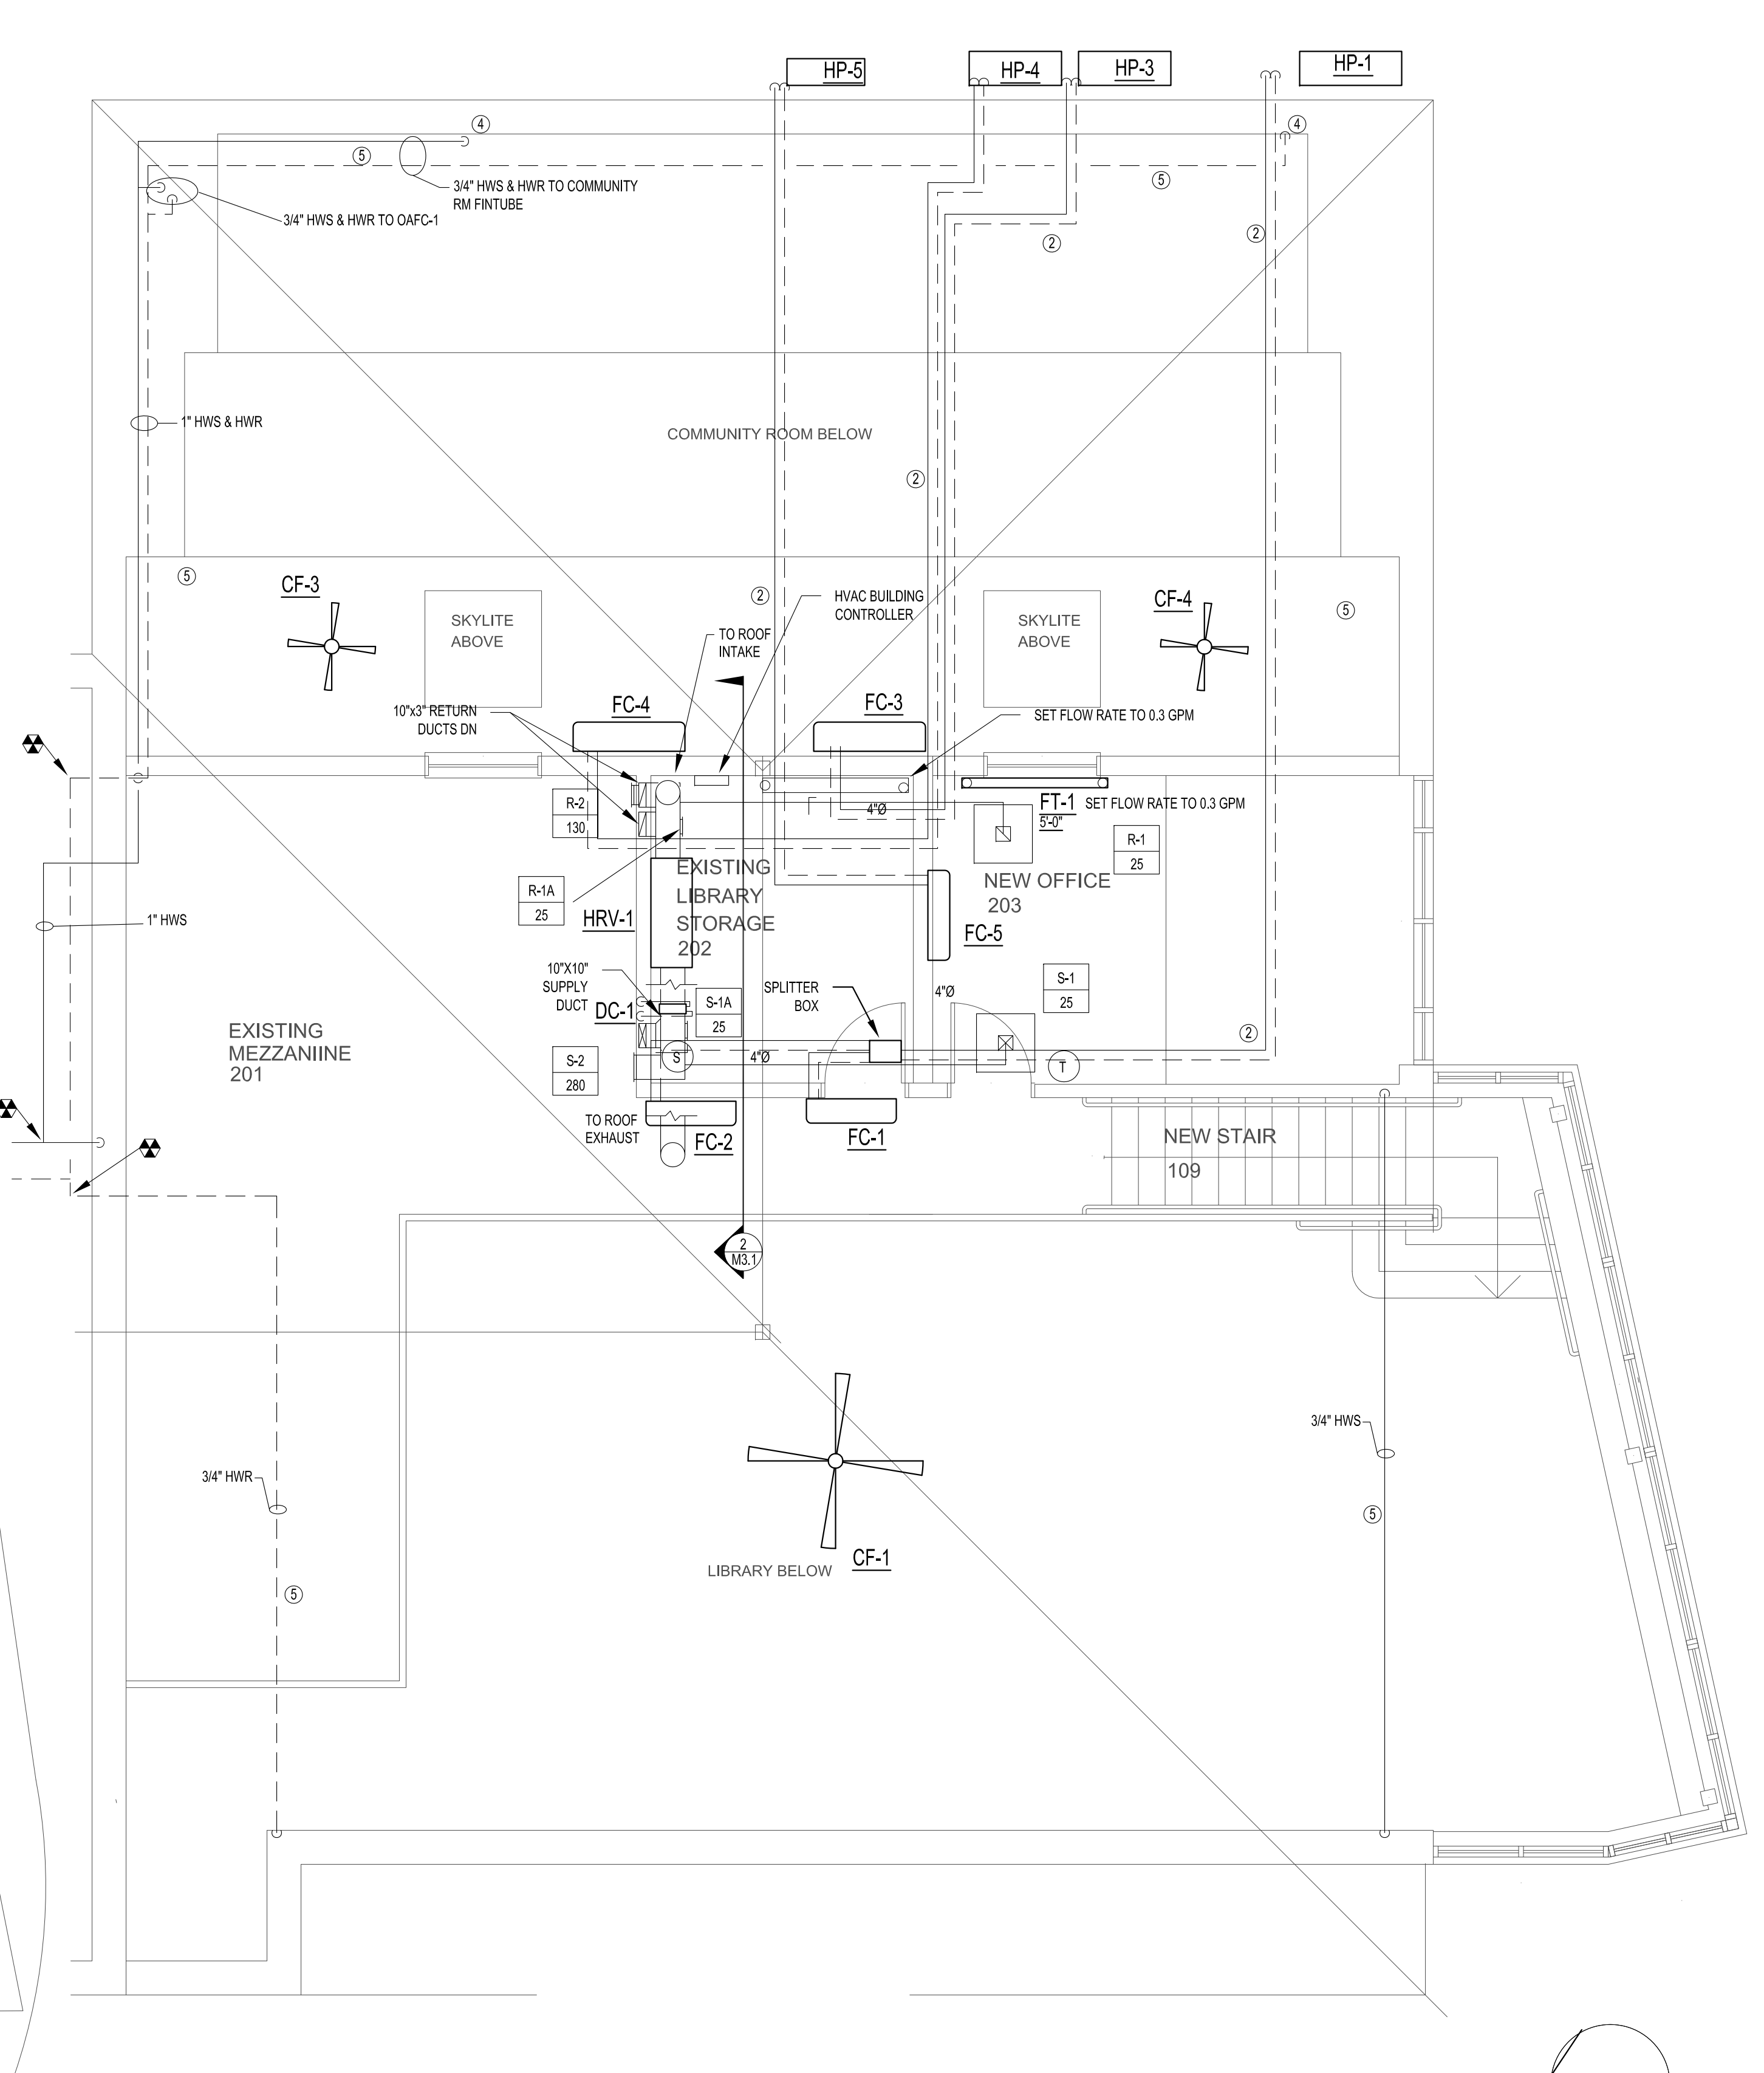 HP-5
HP-4
HP-3
HP-1
4
4
5
3/4" HWS & HWR TO COMMUNITY
RM FINTUBE
5
3/4" HWS & HWR TO OAFC-1
2
2
1" HWS & HWR
COMMUNITY ROOM BELOW
2
5
CF-3
SKYLITE
ABOVE
2
HVAC BUILDING
CONTROLLER
SKYLITE
ABOVE
CF-4
5
TO ROOF
INTAKE
10"x3" RETURN
DUCTS DN
FC-4
FC-3
SET FLOW RATE TO 0.3 GPM
R-2
130
4"Ø
FT-1
5'-0"
SET FLOW RATE TO 0.3 GPM
R-1
25
R-1A
25
HRV-1
EXISTING
LIBRARY
STORAGE
202
NEW OFFICE
203
FC-5
1" HWS
10"X10"
SUPPLY
DUCT
DC-1
S-1A
25
SPLITTER
BOX
4"Ø
S-1
25
EXISTING
MEZZANIINE
201
S-2
280
S
4"Ø
T
2
TO ROOF
EXHAUST
FC-2
FC-1
NEW STAIR
109
2
M3.1
3/4" HWS
3/4" HWR
5
LIBRARY BELOW
CF-1
5